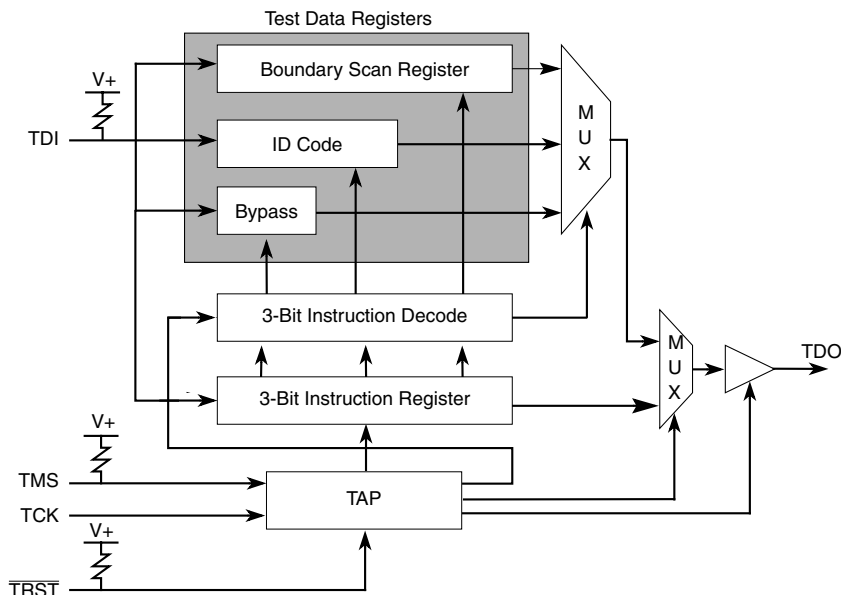 Test Data Registers
Boundary Scan Register
V+
TDI
ID Code
M
U
X
Bypass
3-Bit Instruction Decode
M
U
X
TDO
3-Bit Instruction Register
V+
TMS
TAP
TCK
V+
TRST